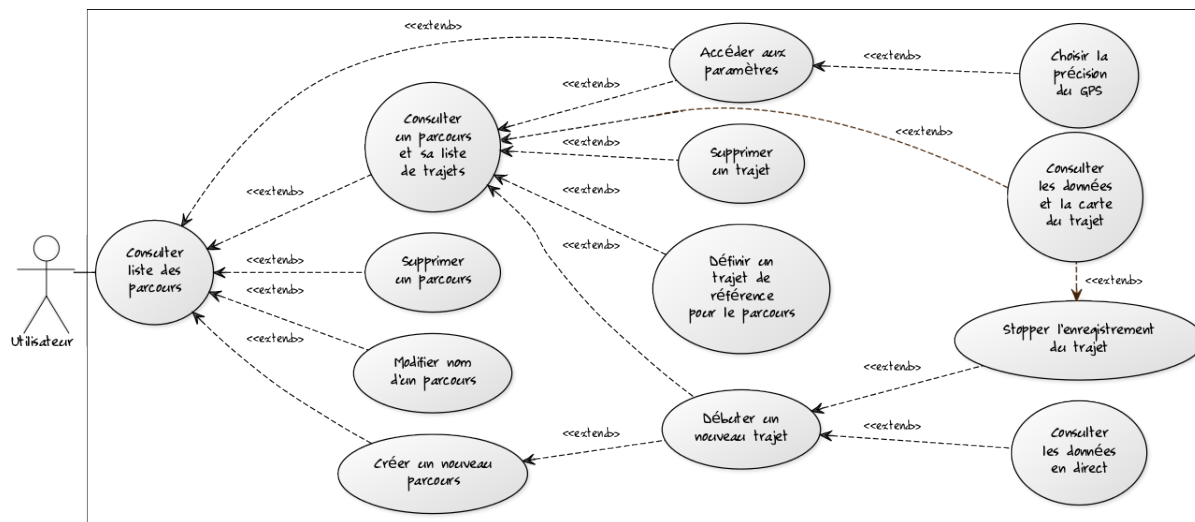 <<extend>>
<<extend>>
Accéder aux
paramètres
<<extend>>
Choisir la
précision
du GPS
<<extend>>
Consulter
un parcours
et sa liste
de trajets
<<extend>>
<<extend>>
Supprimer
un trajet
Consulter
les données
et la carte
du trajet
<<extend>>
<<extend>>
<<extend>>
Consulter
liste des
parcours
<<extend>>
Supprimer
un parcours
Définir un
trajet de
référence
pour le parcours
<<extend>>
<<extend>>
Utilisateur
<<extend>>
Stopper l'enregistrement
du trajet
Modifier nom
d'un parcours
<<extend>>
Débuter un
nouveau trajet
<<extend>>
Consulter
les données
en direct
<<extend>>
Créer un nouveau
parcours